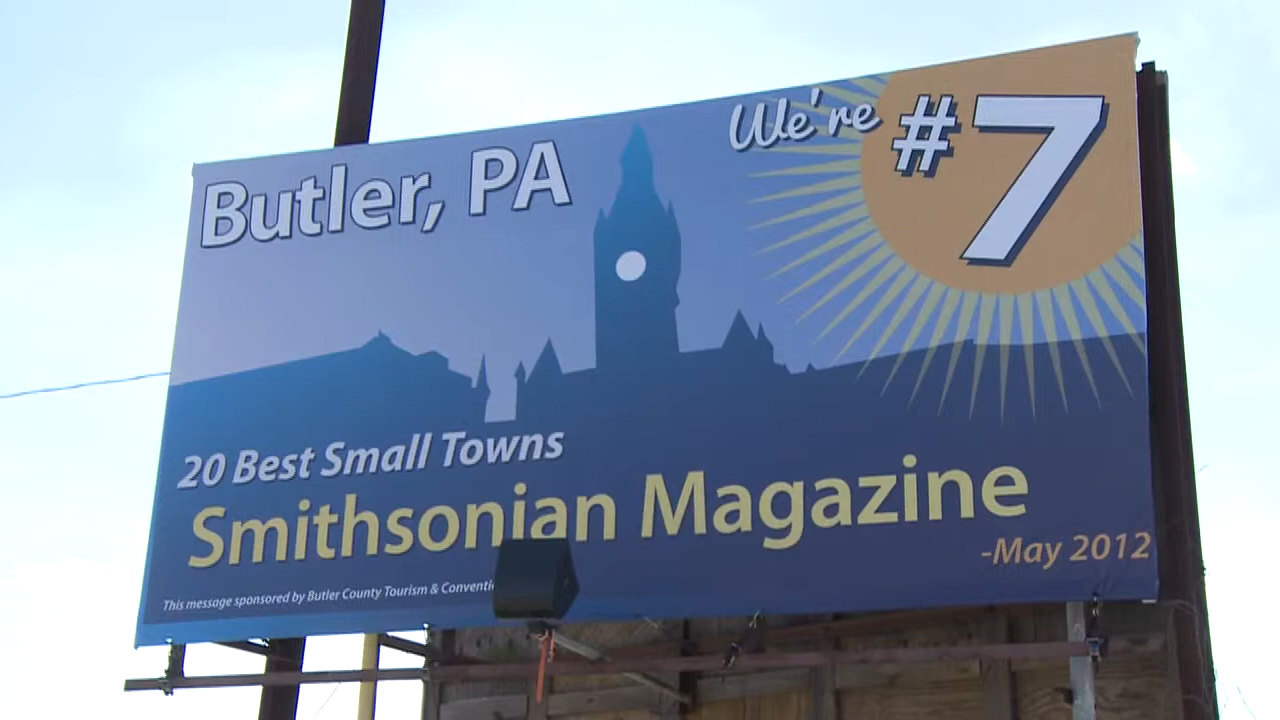 Butler, PA
We're #7
20 Best Small Towns
Smithsonian Magazine
-May 2012
This message sponsored by Butler County Tourism &